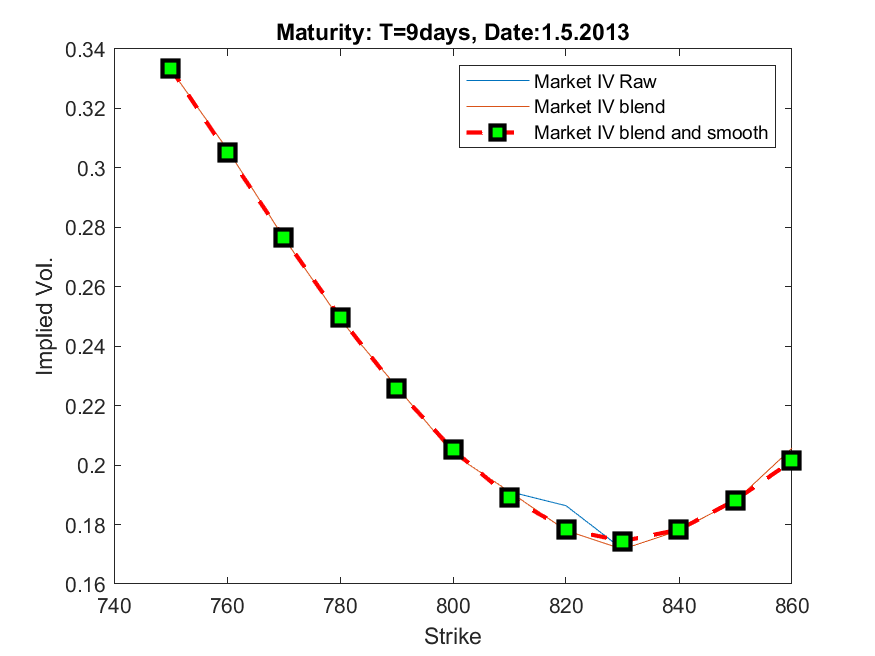 Maturity: T=9days, Date:1.5.2013
0.34
0.32
0.3
0.28
0.26
0.24
0.22
0.2
0.18
0.16
Implied Vol.
Market IV Raw
Market IV blend
Market IV blend and smooth
740
760
780
800
820
840
860
Strike